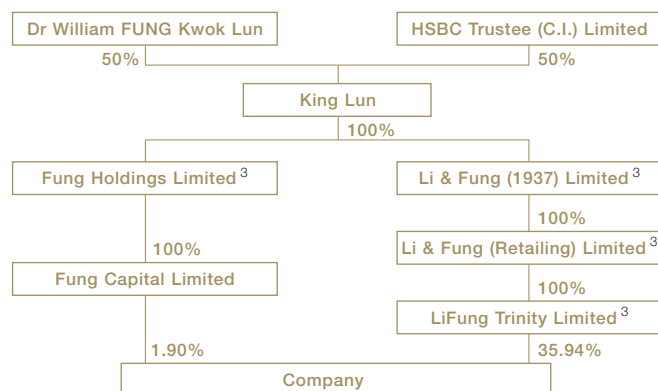 Dr William FUNG Kwok Lun
HSBC Trustee (C.I.) Limited
50%
50%
King Lun
100%
Fung Holdings Limited 3
Li & Fung (1937) Limited 3
100%
Li & Fung (Retailing) Limited 3
100%
Fung Capital Limited
100%
LiFung Trinity Limited 3
1.90%
35.94%
Company